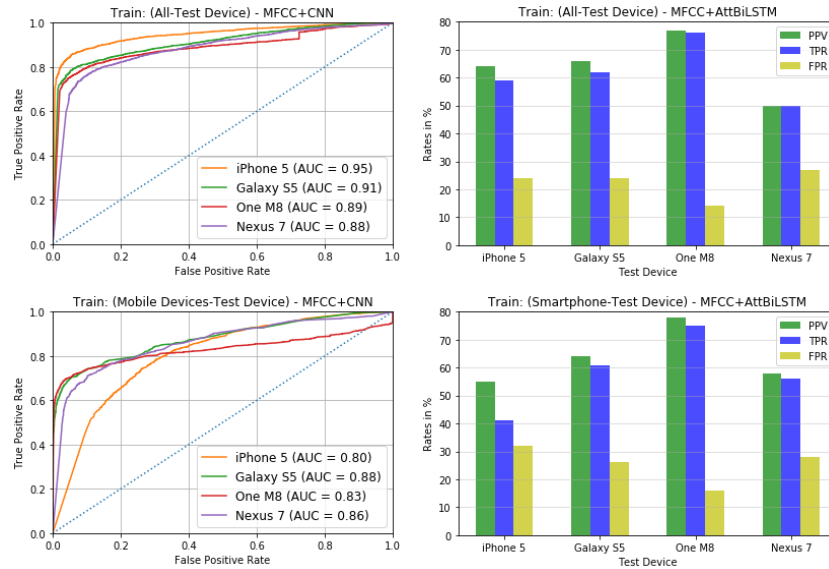 Train: (All-Test Device) - MFCC+CNN
True Positive Rate
1.0
0.8
0.6
0.4
0.2
0.0
iPhone 5 (AUC = 0.95)
Galaxy S5 (AUC = 0.91)
One M8 (AUC = 0.89)
Nexus 7 (AUC = 0.88)
0.0 0.2 0.4 0.6 0.8 1.0
False Positive Rate
Train: (All-Test Device) - MFCC+AttBiLSTM
Rates in %
80
70
60
50
40
30
20
10
0
PPV
TPR
FPR
iPhone 5 Galaxy S5 One M8 Nexus 7
Test Device
Train: (Mobile Devices-Test Device) - MFCC+CNN
True Positive Rate
1.0
0.8
0.6
0.4
0.2
0.0
iPhone 5 (AUC = 0.80)
Galaxy S5 (AUC = 0.88)
One M8 (AUC = 0.83)
Nexus 7 (AUC = 0.86)
0.0 0.2 0.4 0.6 0.8 1.0
False Positive Rate
Train: (Smartphone-Test Device) - MFCC+AttBiLSTM
Rates in %
80
70
60
50
40
30
20
10
0
PPV
TPR
FPR
iPhone 5 Galaxy S5 One M8 Nexus 7
Test Device